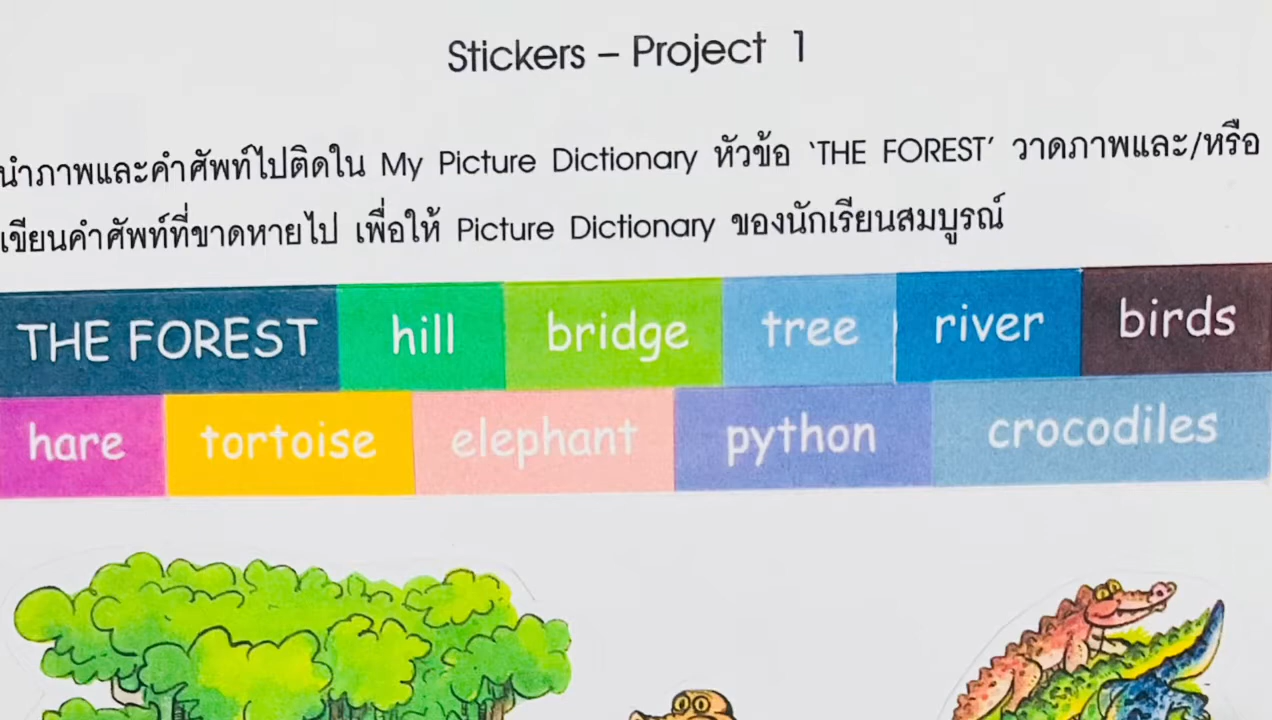 Stickers – Project 1
นำภาพและคำศัพท์ไปติดใน My Picture Dictionary หัวข้อ ‘THE FOREST’ วาดภาพและ/หรือ
เขียนคำศัพท์ที่ขาดหายไป เพื่อให้ Picture Dictionary ของนักเรียนสมบูรณ์
THE FOREST hill bridge tree river birds
hare tortoise elephant python crocodiles